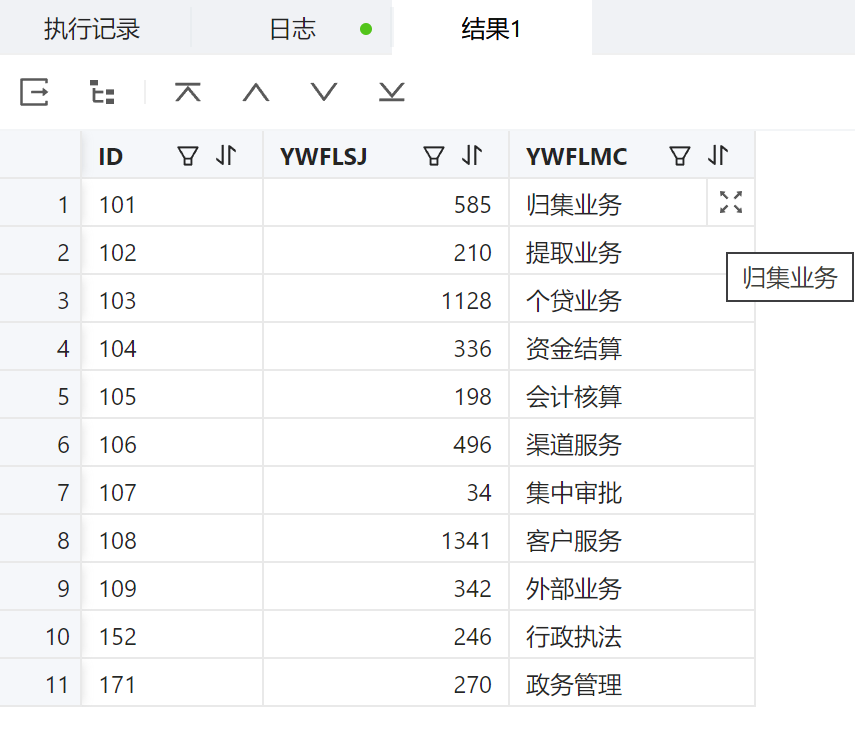 执行记录 日志 结果1
ID YWFLSJ YWFLMC
1 101 585 归集业务
2 102 210 提取业务
归集业务
3 103 1128 个贷业务
4 104 336 资金结算
5 105 198 会计核算
6 106 496 渠道服务
7 107 34 集中审批
8 108 1341 客户服务
9 109 342 外部业务
10 152 246 行政执法
11 171 270 政务管理